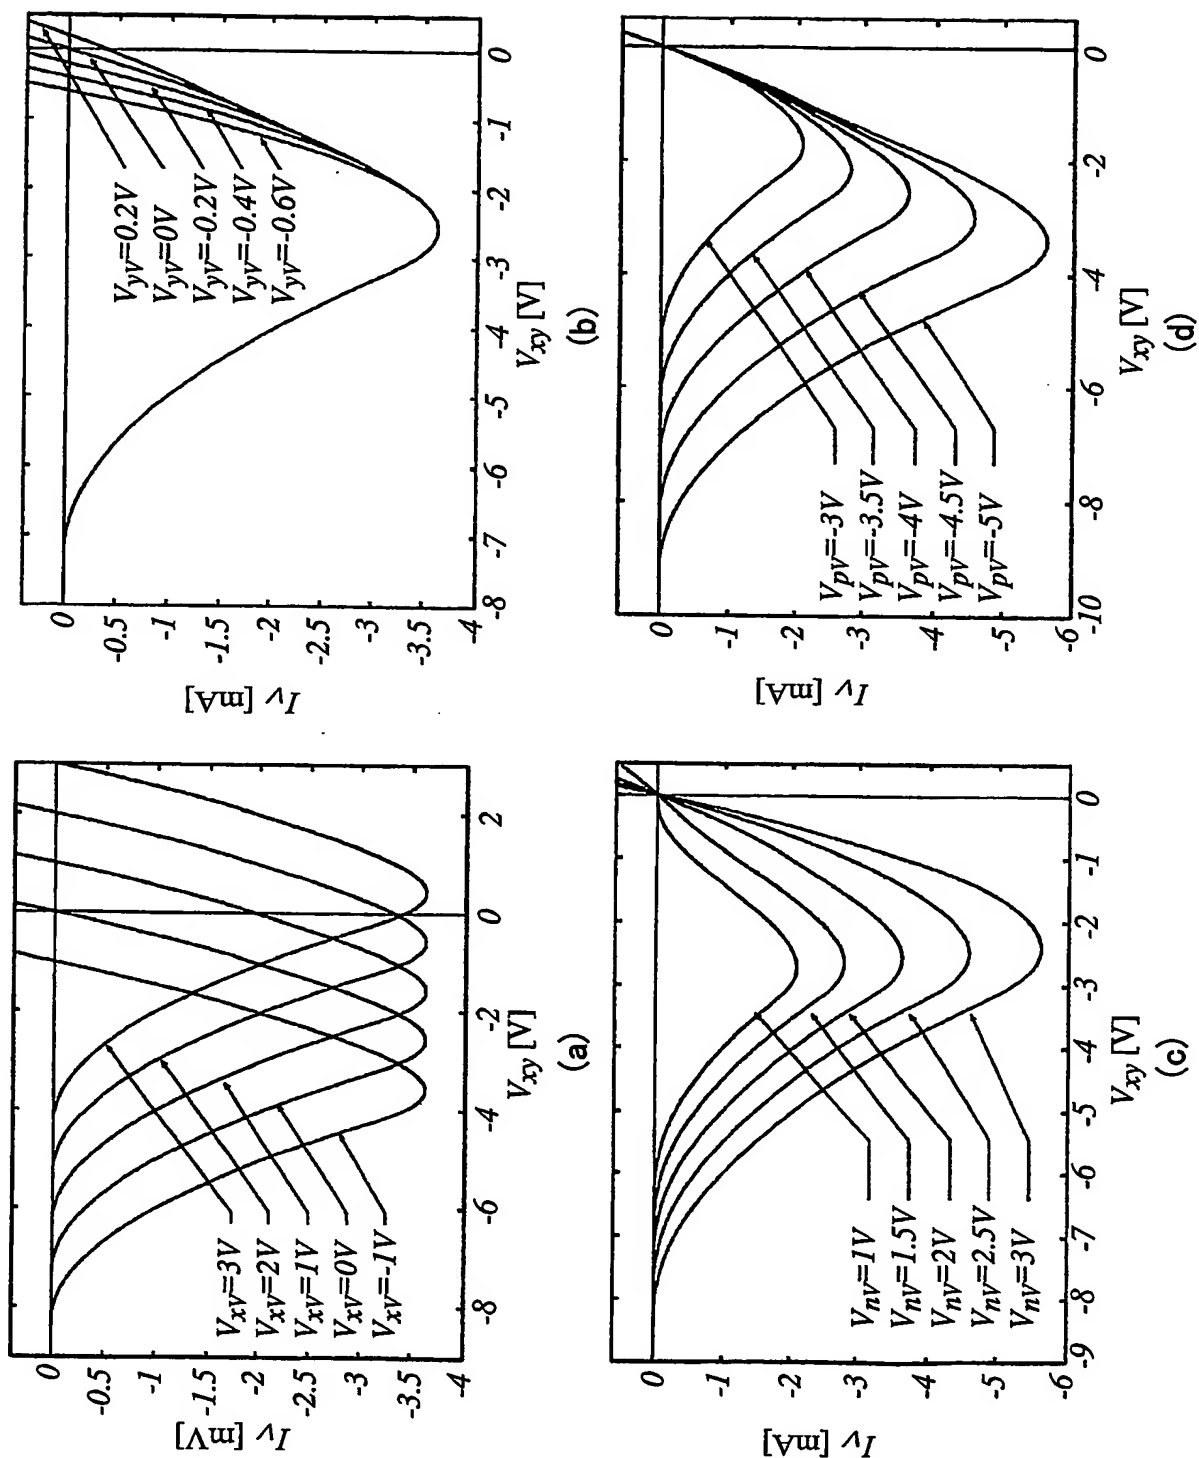 I_V [mV]
0
-0.5
-1
-1.5
-2
-2.5
-3
-3.5
-4
V_xV=3V
V_xV=2V
V_xV=1V
V_xV=0V
V_xV=-1V
-8
-6
-4
-2
0
2
V_xy [V]
(a)
I_V [mA]
0
-0.5
-1
-1.5
-2
-2.5
-3
-3.5
-4
V_yV=0.2V
V_yV=0V
V_yV=-0.2V
V_yV=-0.4V
V_yV=-0.6V
-8
-7
-6
-5
-4
-3
-2
-1
0
V_xy [V]
(b)
I_V [mA]
0
-1
-2
-3
-4
-5
-6
V_nV=1V
V_nV=1.5V
V_nV=2V
V_nV=2.5V
V_nV=3V
-9
-8
-7
-6
-5
-4
-3
-2
-1
0
V_xy [V]
(c)
I_V [mA]
0
-1
-2
-3
-4
-5
-6
V_pV=-3V
V_pV=-3.5V
V_pV=-4V
V_pV=-4.5V
V_pV=-5V
-10
-8
-6
-4
-2
0
V_xy [V]
(d)